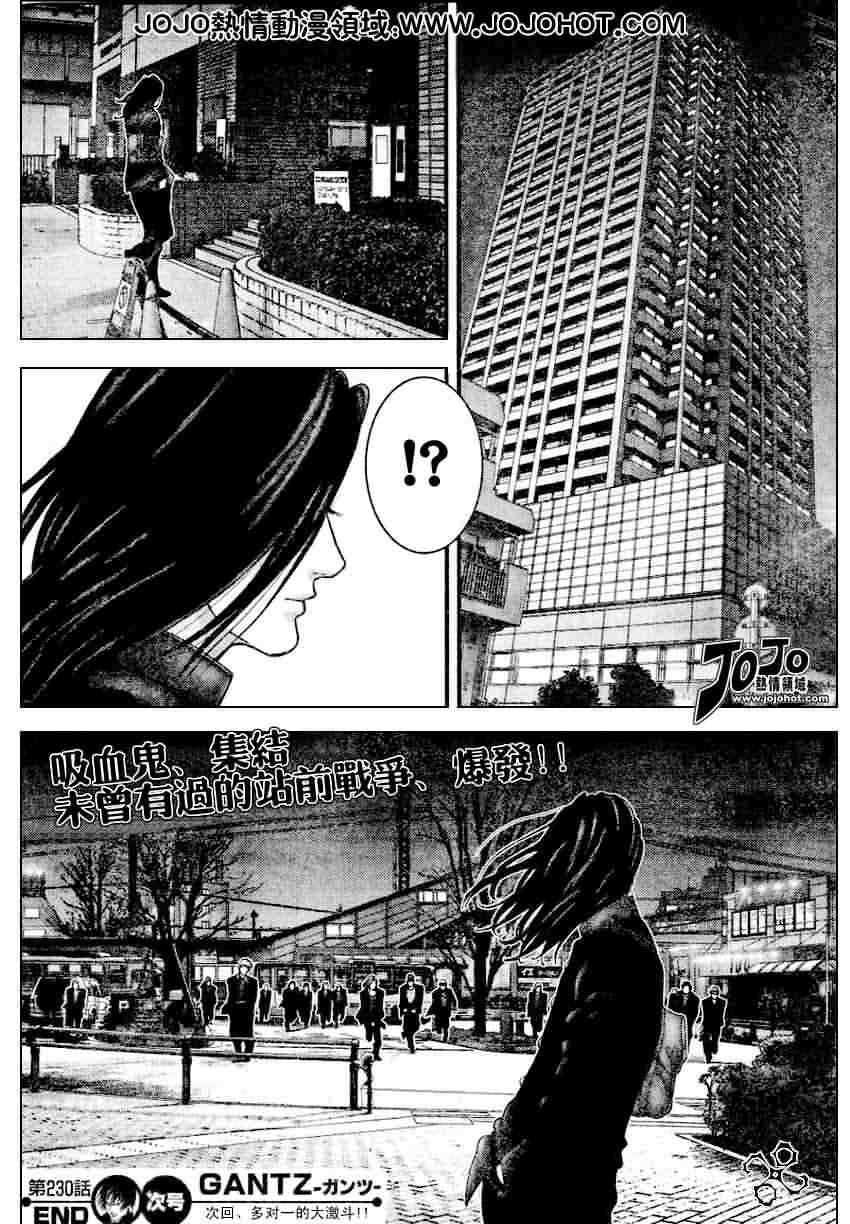 JOJO熱情動漫領域:WWW.JOJOHOT.COM
!?
JOJO
熱情領域
www.jojohot.com
吸血鬼、集結
未曾有過的站前戰爭、爆發!!
P
第230話
END
次号
GANTZ-ガンツ-
次回、多对一的大激斗!!